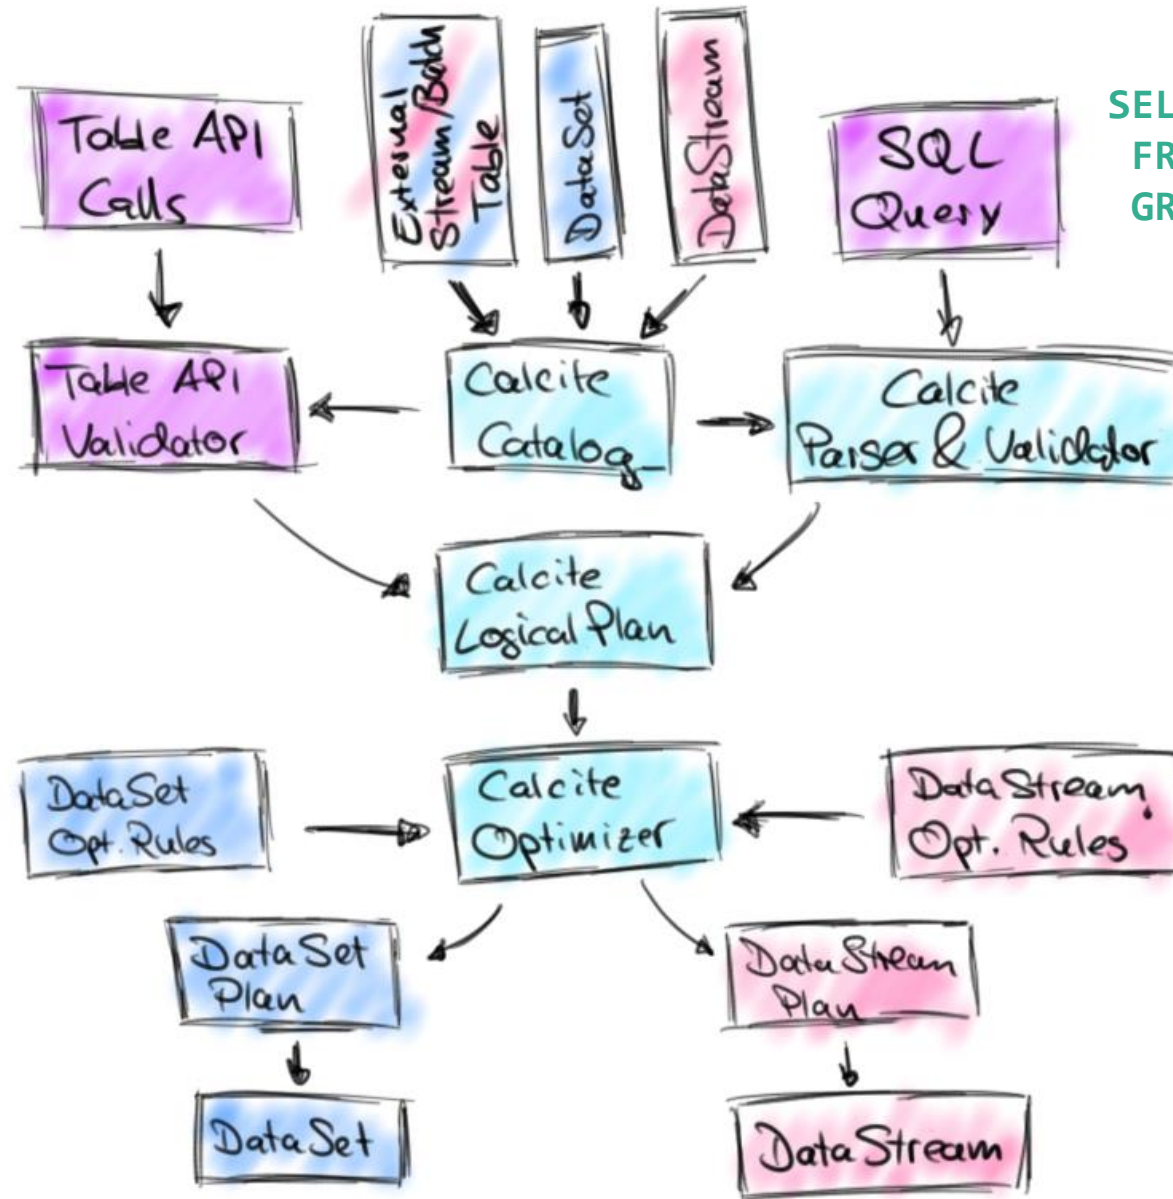 Table API
Calls
External
Stream/Batch
Table
DataSet
DataStream
SQL
Query
SEL
FR
GR
Table API
Validator
Calcite
Catalog
Calcite
Parser & Validator
Calcite
Logical Plan
DataSet
Opt. Rules
Calcite
Optimizer
DataStream
Opt. Rules
DataSet
Plan
DataStream
Plan
DataSet
DataStream